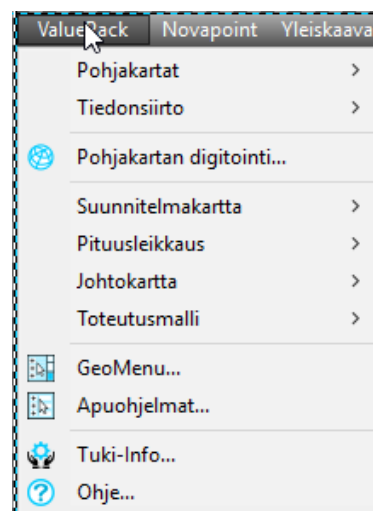 ValuePack Novapoint Yleiskaava
Pohjakartat
Tiedonsiirto
Pohjakartan digitointi...
Suunnitelmakartta
Pituusleikkaus
Johtokartta
Toteutusmalli
GeoMenu...
Apuohjelmat...
Tuki-Info...
Ohje...